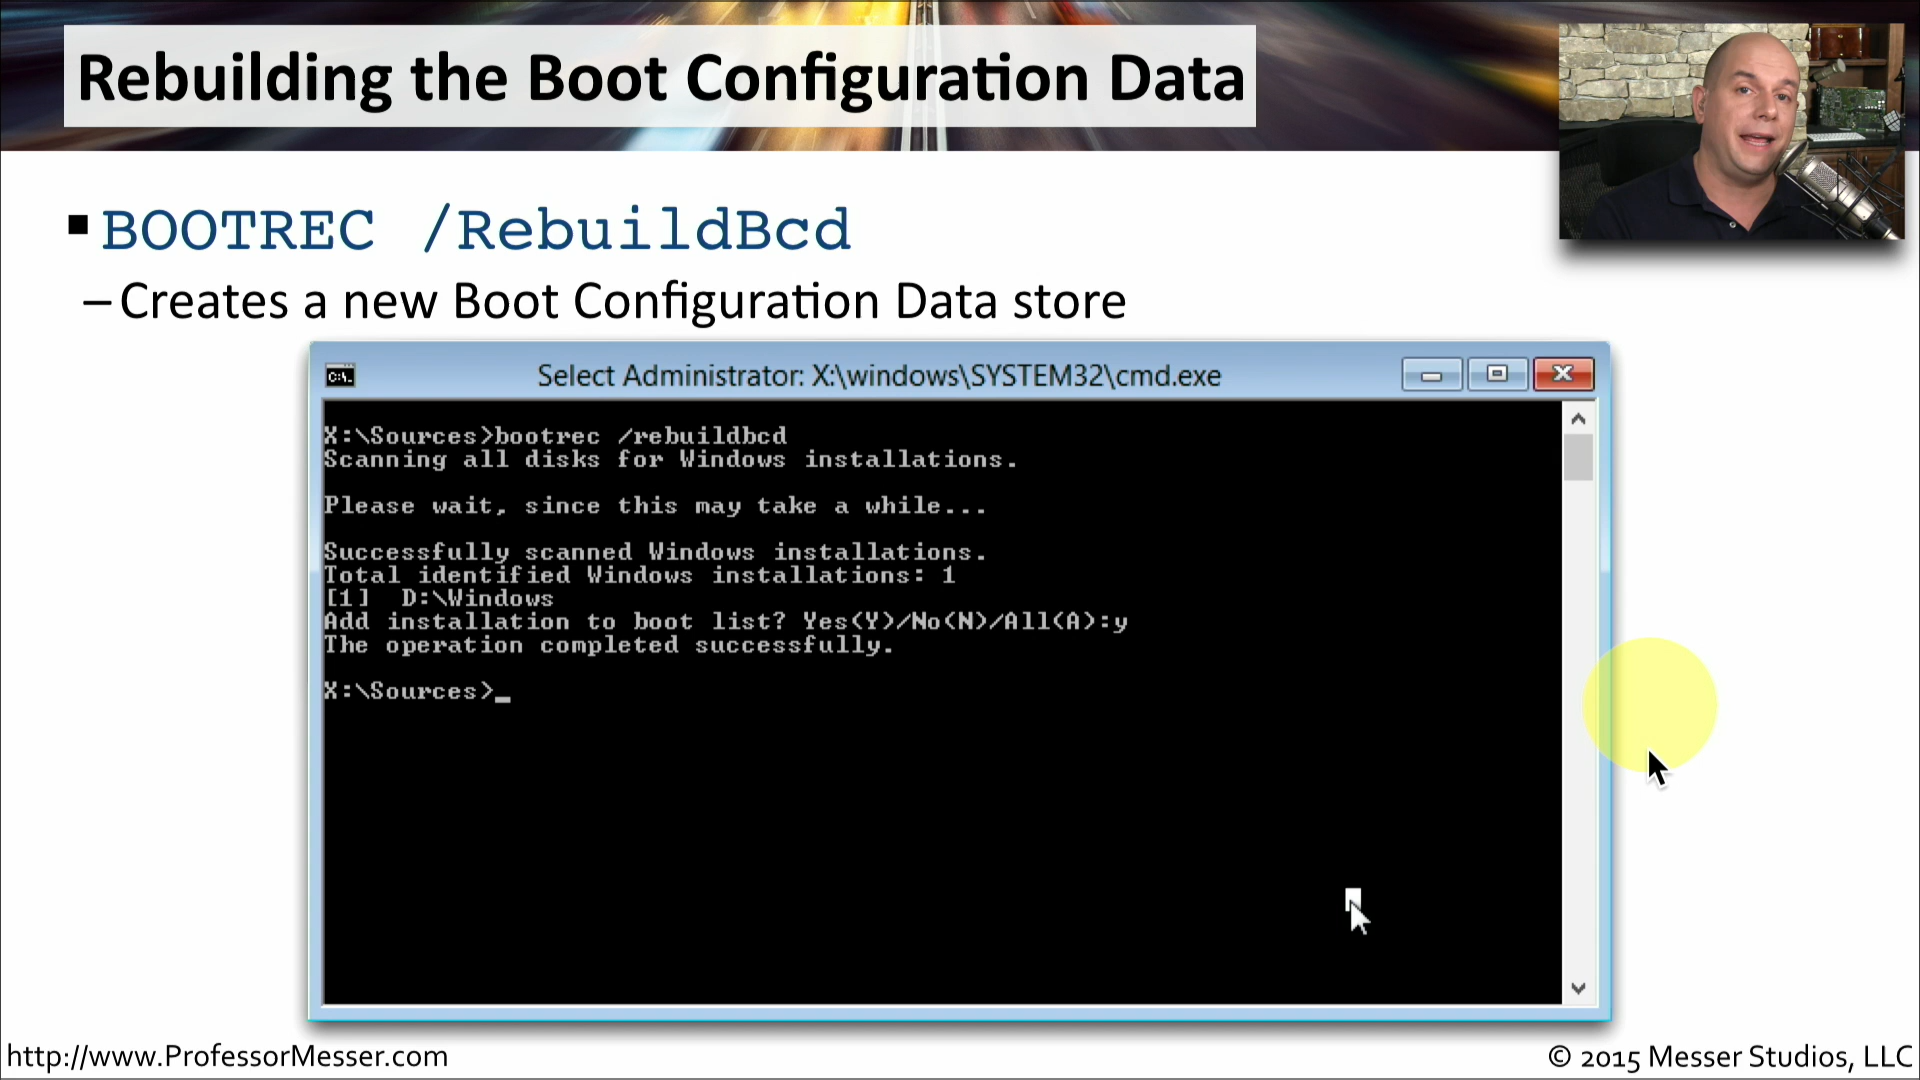 Rebuilding the Boot Configuration Data
BOOTREC /RebuildBcd
–Creates a new Boot Configuration Data store
C:\.
Select Administrator: X:\windows\SYSTEM32\cmd.exe
X:\Sources>bootrec /rebuildbcd
Scanning all disks for Windows installations.
Please wait, since this may take a while...
Successfully scanned Windows installations.
Total identified Windows installations: 1
[1]  D:\Windows
Add installation to boot list? Yes(Y)/No(N)/All(A):y
The operation completed successfully.
X:\Sources>_
http://www.ProfessorMesser.com
© 2015 Messer Studios, LLC